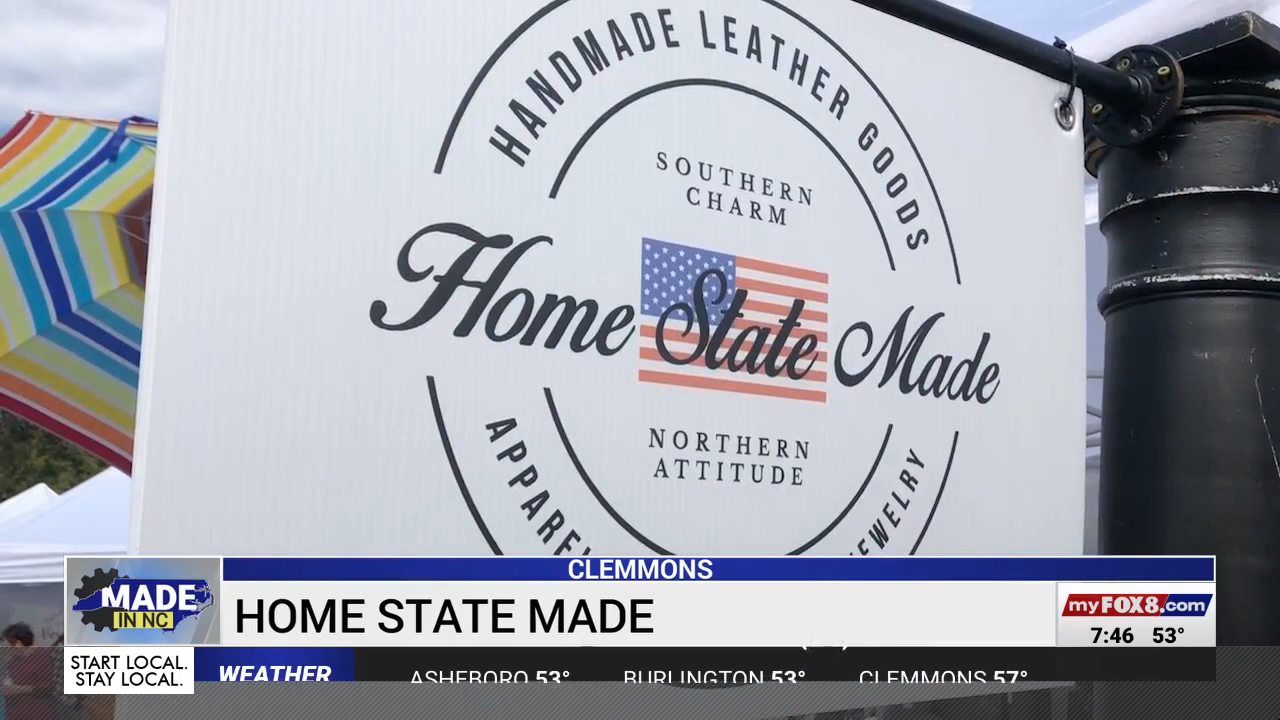 HANDMADE LEATHER GOODS
SOUTHERN
CHARM
Home State Made
NORTHERN
ATTITUDE
APPAREL
JEWELRY
CLEMMONS
MADE
IN NC
HOME STATE MADE
myFOX8.com
7:46 53°
START LOCAL.
STAY LOCAL.
WEATHER
ASHEBORO 53° BURLINGTON 53° CLEMMONS 57°